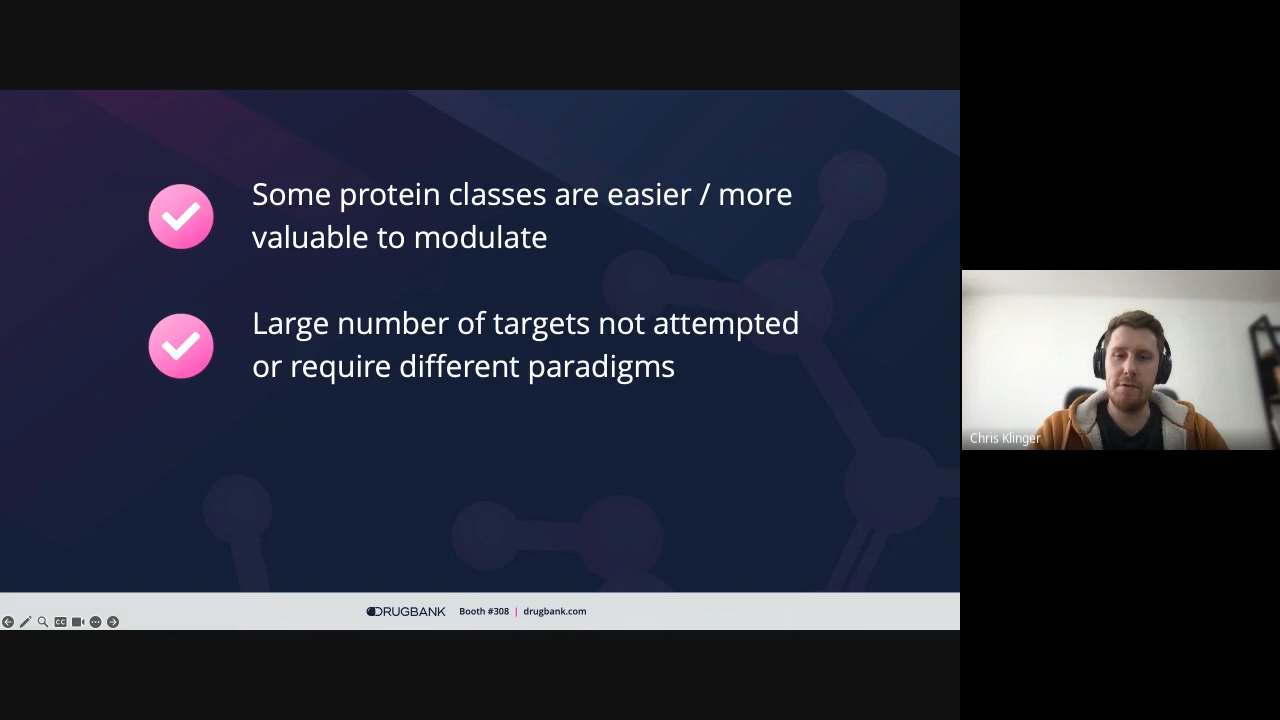 Some protein classes are easier / more
valuable to modulate
Large number of targets not attempted
or require different paradigms
DRUGBANK Booth #308 | drugbank.com
CC
Chris Klinger